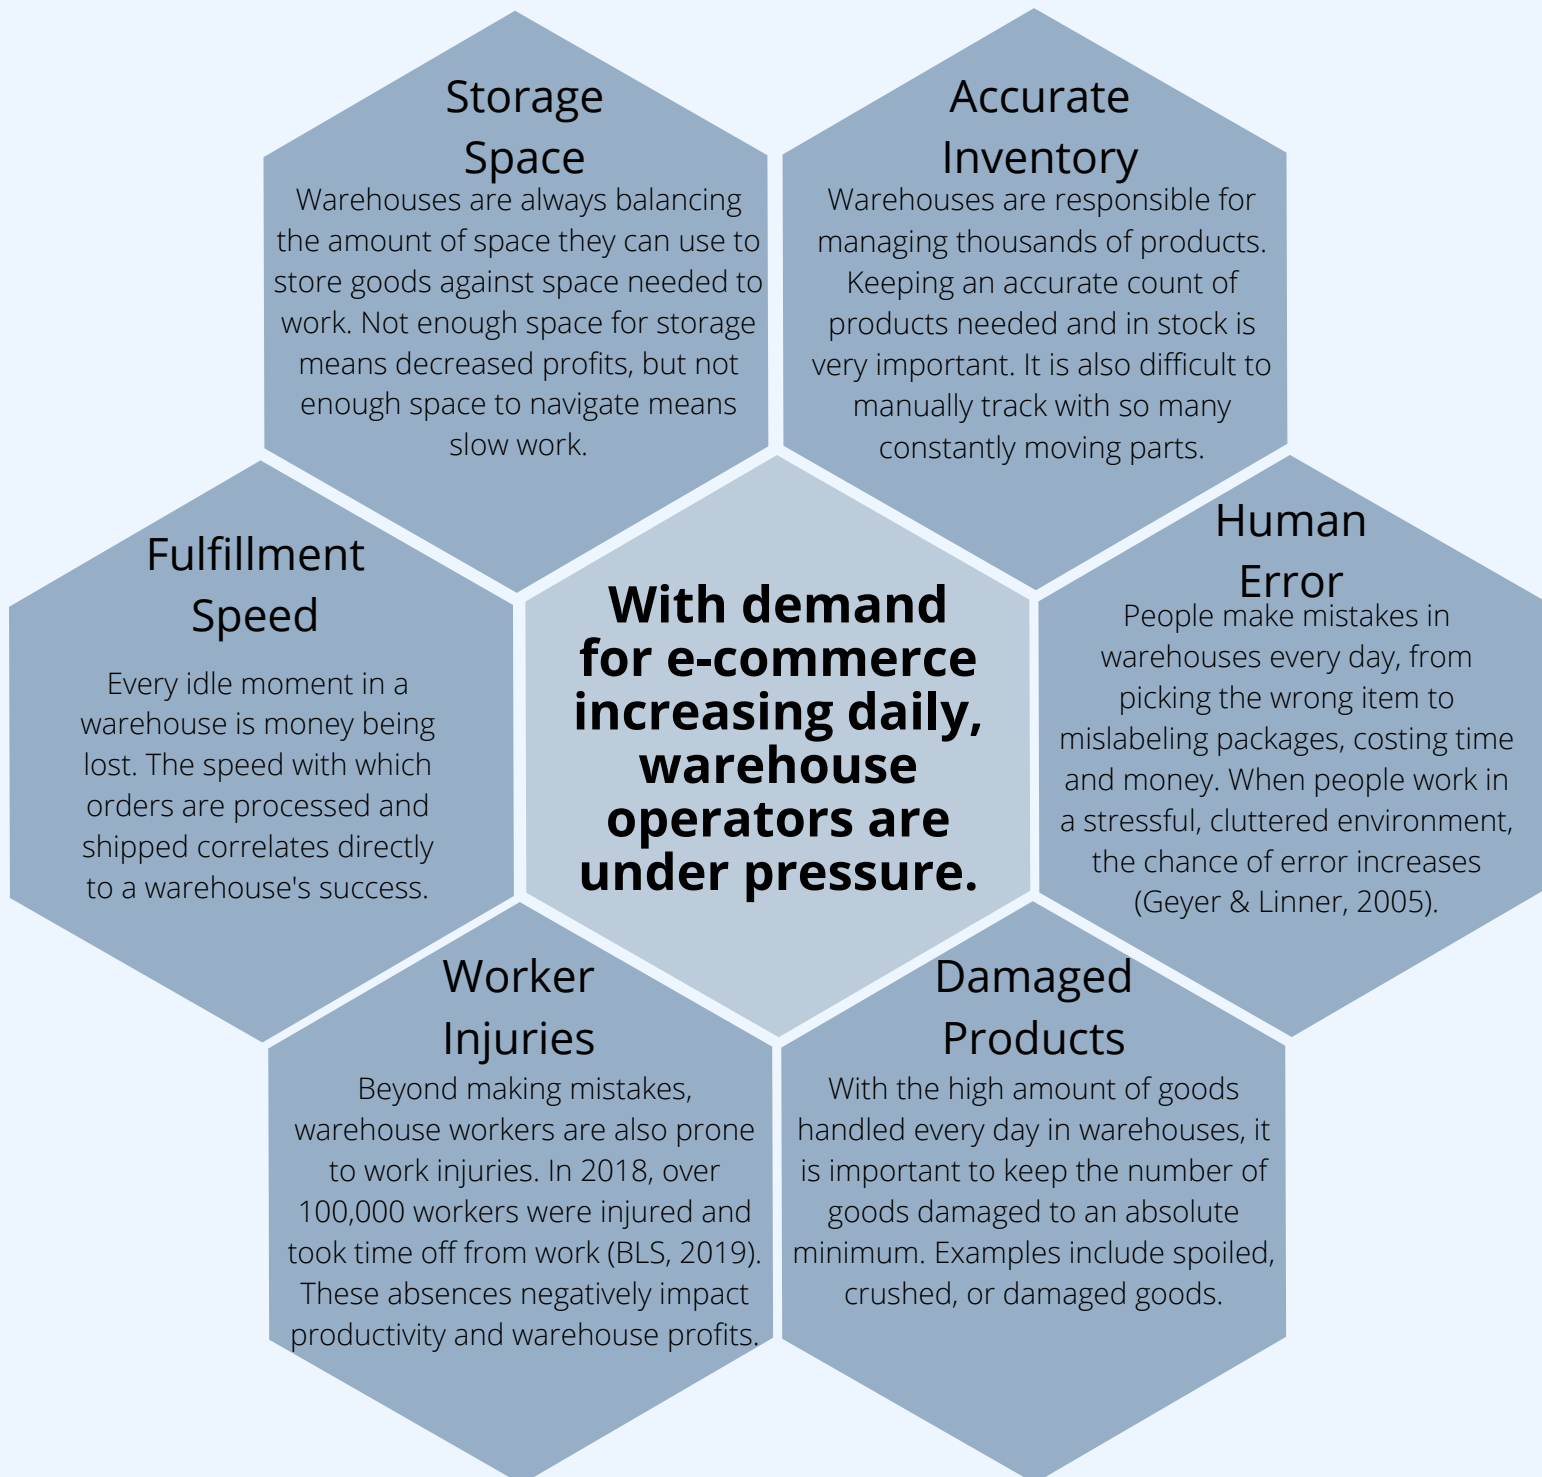 Storage
Space
Warehouses are always balancing
the amount of space they can use to
store goods against space needed to
work. Not enough space for storage
means decreased profits, but not
enough space to navigate means
slow work.
Accurate
Inventory
Warehouses are responsible for
managing thousands of products.
Keeping an accurate count of
products needed and in stock is
very important. It is also difficult to
manually track with so many
constantly moving parts.
Fulfillment
Speed
Every idle moment in a
warehouse is money being
lost. The speed with which
orders are processed and
shipped correlates directly
to a warehouse's success.
With demand
for e-commerce
increasing daily,
warehouse
operators are
under pressure.
Human
Error
People make mistakes in
warehouses every day, from
picking the wrong item to
mislabeling packages, costing time
and money. When people work in
a stressful, cluttered environment,
the chance of error increases
(Geyer & Linner, 2005).
Worker
Injuries
Beyond making mistakes,
warehouse workers are also prone
to work injuries. In 2018, over
100,000 workers were injured and
took time off from work (BLS, 2019).
These absences negatively impact
productivity and warehouse profits.
Damaged
Products
With the high amount of goods
handled every day in warehouses, it
is important to keep the number of
goods damaged to an absolute
minimum. Examples include spoiled,
crushed, or damaged goods.